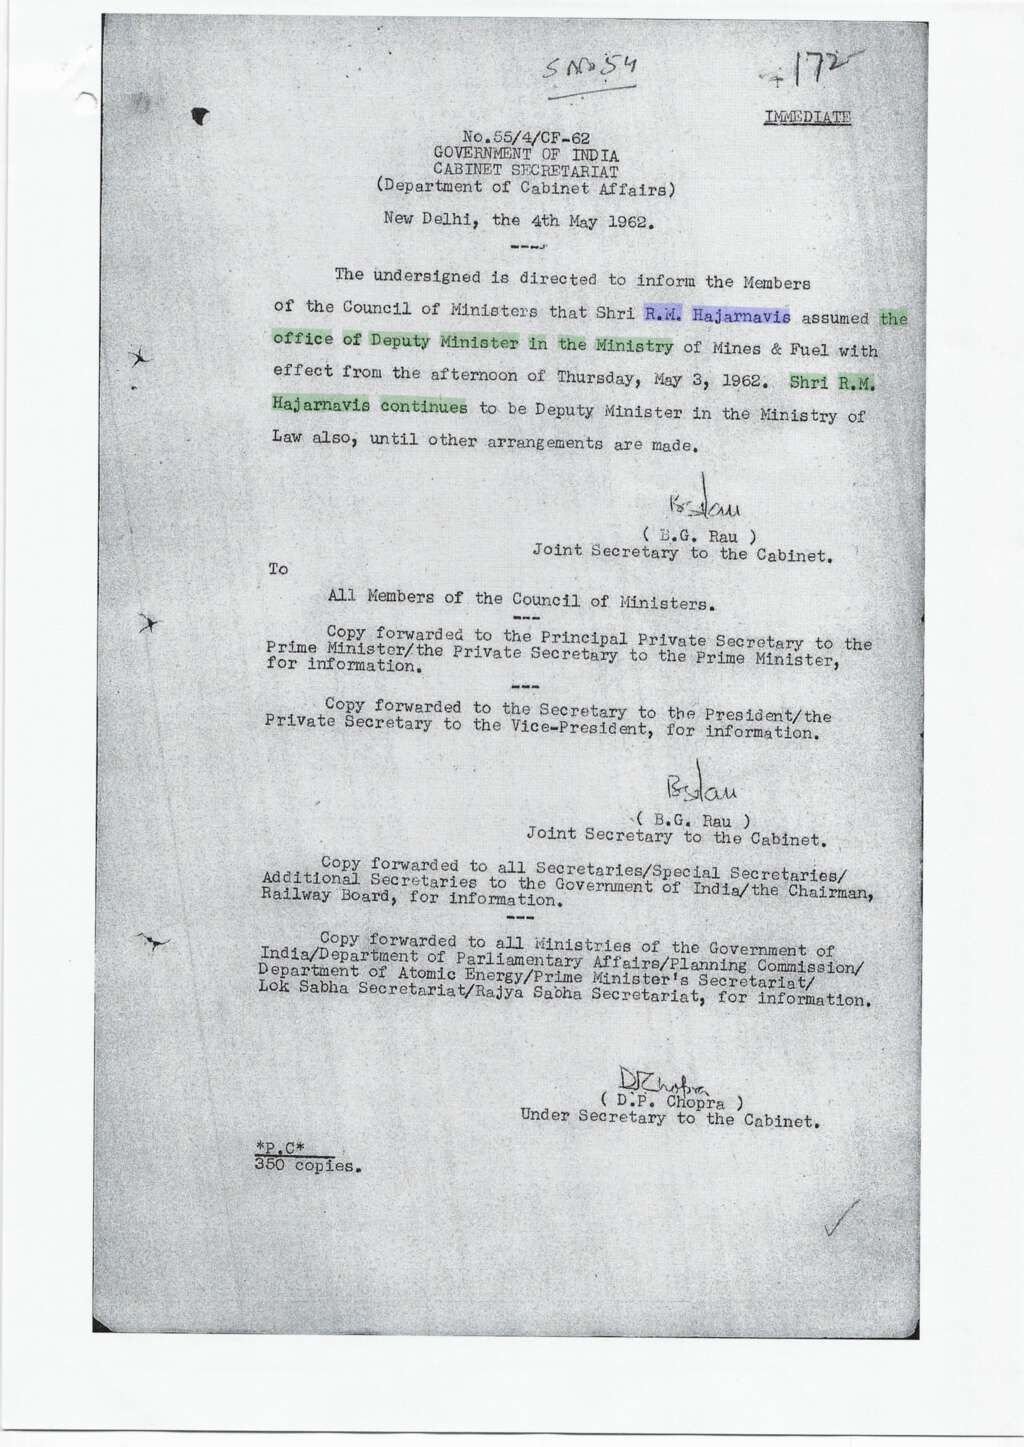 S No 54
172
IMMEDIATE
No.55/4/CF-62
GOVERNMENT OF INDIA
CABINET SECRETARIAT
(Department of Cabinet Affairs)
New Delhi, the 4th May 1962.
The undersigned is directed to inform the Members
of the Council of Ministers that Shri R.M. Hajarnavis assumed the
office of Deputy Minister in the Ministry of Mines & Fuel with
effect from the afternoon of Thursday, May 3, 1962. Shri R.M.
Hajarnavis continues to be Deputy Minister in the Ministry of
Law also, until other arrangements are made.
( B.G. Rau )
Joint Secretary to the Cabinet.
To
All Members of the Council of Ministers.
Copy forwarded to the Principal Private Secretary to the
Prime Minister/the Private Secretary to the Prime Minister,
for information.
Copy forwarded to the Secretary to the President/the
Private Secretary to the Vice-President, for information.
( B.G. Rau )
Joint Secretary to the Cabinet.
Copy forwarded to all Secretaries/Special Secretaries/
Additional Secretaries to the Government of India/the Chairman,
Railway Board, for information.
Copy forwarded to all Ministries of the Government of
India/Department of Parliamentary Affairs/Planning Commission/
Department of Atomic Energy/Prime Minister's Secretariat/
Lok Sabha Secretariat/Rajya Sabha Secretariat, for information.
DPChopra
( D.P. Chopra )
Under Secretary to the Cabinet.
*P.C*
350 copies.